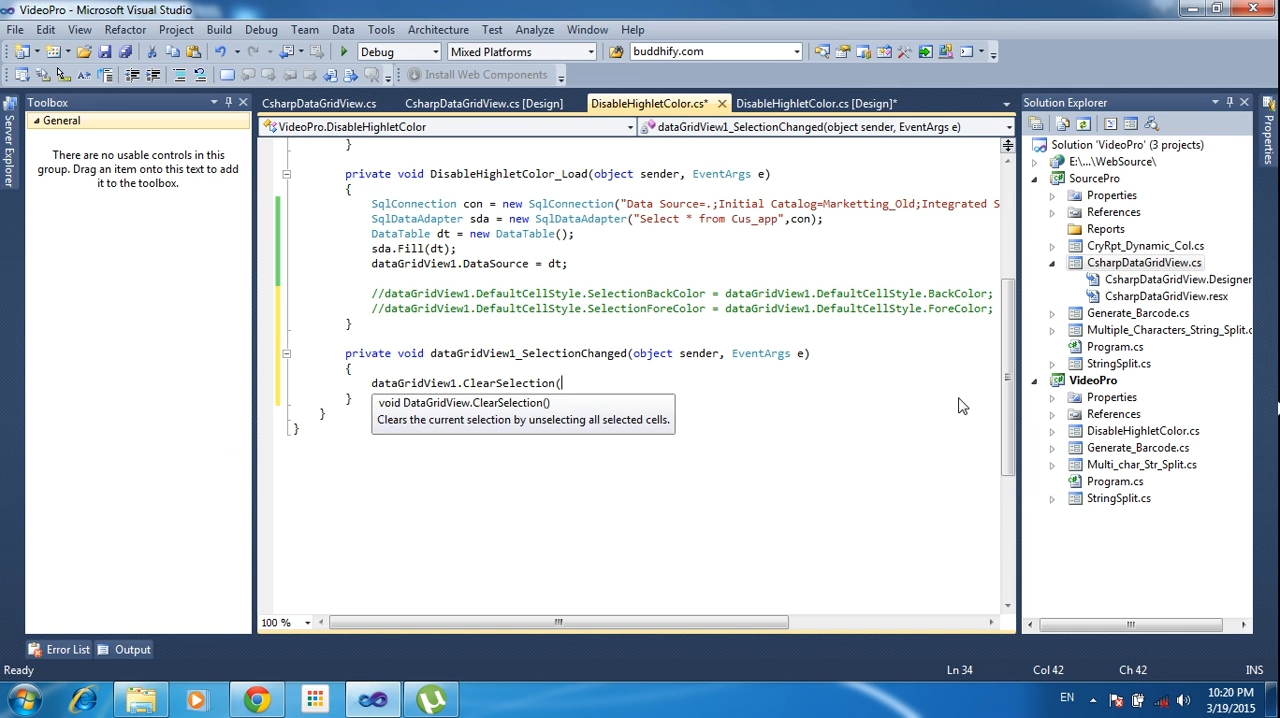 VideoPro - Microsoft Visual Studio
File Edit View Refactor Project Build Debug Team Data Tools Architecture Test Analyze Window Help
Debug Mixed Platforms buddhify.com
Install Web Components
Toolbox
CsharpDataGridView.cs CsharpDataGridView.cs [Design] DisableHighletColor.cs* DisableHighletColor.cs [Design]*
Solution Explorer
Server Explorer
General
There are no usable controls in this
group. Drag an item onto this text to add
it to the toolbox.
VideoPro.DisableHighletColor dataGridView1_SelectionChanged(object sender, EventArgs e)
}
private void DisableHighletColor_Load(object sender, EventArgs e)
{
SqlConnection con = new SqlConnection("Data Source=.;Initial Catalog=Marketting_Old;Integrated S
SqlDataAdapter sda = new SqlDataAdapter("Select * from Cus_app",con);
DataTable dt = new DataTable();
sda.Fill(dt);
dataGridView1.DataSource = dt;
//dataGridView1.DefaultCellStyle.SelectionBackColor = dataGridView1.DefaultCellStyle.BackColor;
//dataGridView1.DefaultCellStyle.SelectionForeColor = dataGridView1.DefaultCellStyle.ForeColor;
}
private void dataGridView1_SelectionChanged(object sender, EventArgs e)
{
dataGridView1.ClearSelection(
}
void DataGridView.ClearSelection()
Clears the current selection by unselecting all selected cells.
}
}
100 %
Solution 'VideoPro' (3 projects)
E:\...\WebSource\
SourcePro
Properties
References
Reports
CryRpt_Dynamic_Col.cs
CsharpDataGridView.cs
CsharpDataGridView.Designer
CsharpDataGridView.resx
Generate_Barcode.cs
Multiple_Characters_String_Split.c
Program.cs
StringSplit.cs
VideoPro
Properties
References
DisableHighletColor.cs
Generate_Barcode.cs
Multi_char_Str_Split.cs
Program.cs
StringSplit.cs
Properties
Error List Output
Ready Ln 34 Col 42 Ch 42 INS
EN 10:20 PM
3/19/2015